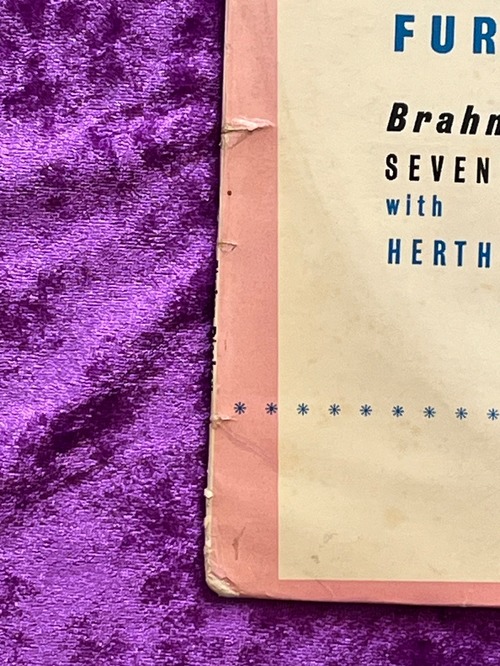 FUR
Brahm
SEVEN
with
HERTH
* * * * * * * * *